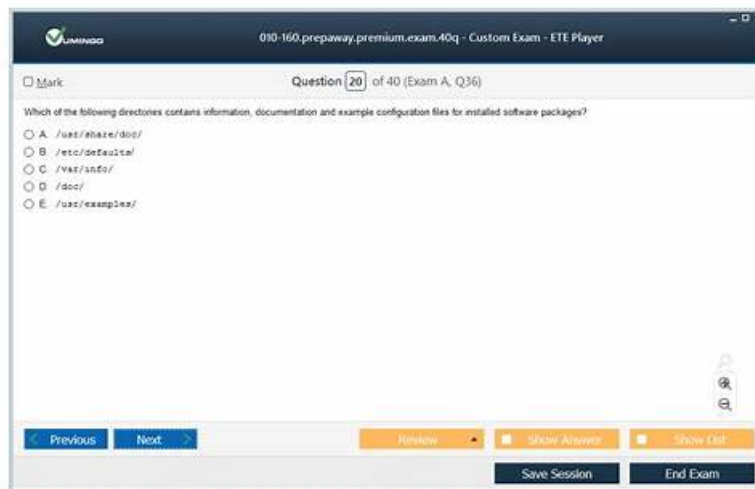 VUMINGO
010-160.prepaway.premium.exam.40q - Custom Exam - ETE Player
Mark
Question 20 of 40 (Exam A, Q36)
Which of the following directories contains information, documentation and example configuration files for installed software packages?
A. /usr/share/doc/
B. /etc/defaults/
C. /var/info/
D. /doc/
E. /usr/examples/
Previous
Next
Review
Show Answer
Show List
Save Session
End Exam